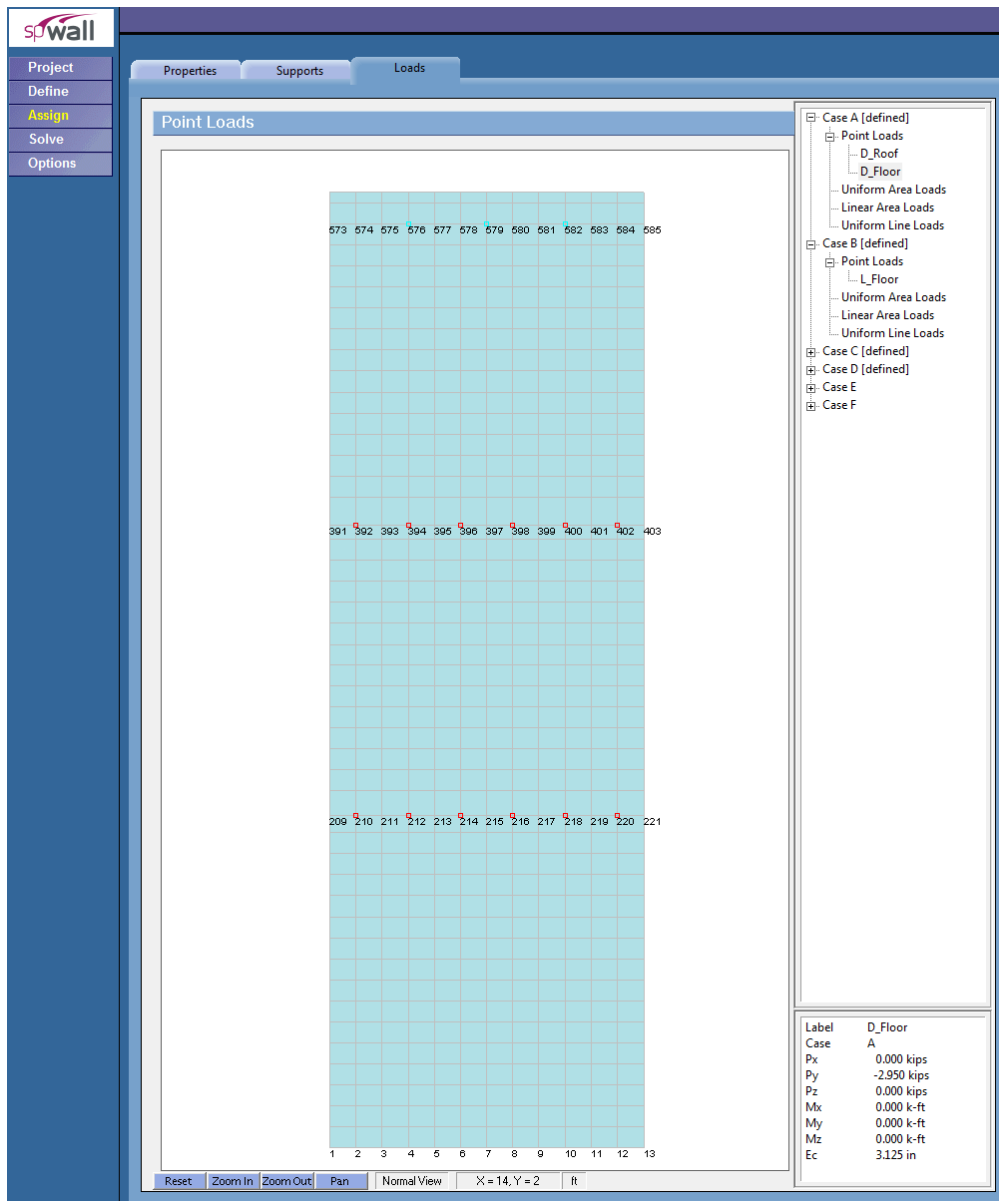 spwall
Project
Define
Assign
Solve
Options
Properties Supports Loads
Point Loads
573 574 575 576 577 578 579 580 581 582 583 584 585
391 392 393 394 395 396 397 398 399 400 401 402 403
209 210 211 212 213 214 215 216 217 218 219 220 221
1 2 3 4 5 6 7 8 9 10 11 12 13
Reset Zoom In Zoom Out Pan Normal View X = 14, Y = 2 ft
Case A [defined]
Point Loads
D_Roof
D_Floor
Uniform Area Loads
Linear Area Loads
Uniform Line Loads
Case B [defined]
Point Loads
L_Floor
Uniform Area Loads
Linear Area Loads
Uniform Line Loads
Case C [defined]
Case D [defined]
Case E
Case F
Label D_Floor
Case A
Px 0.000 kips
Py -2.950 kips
Pz 0.000 kips
Mx 0.000 k-ft
My 0.000 k-ft
Mz 0.000 k-ft
Ec 3.125 in